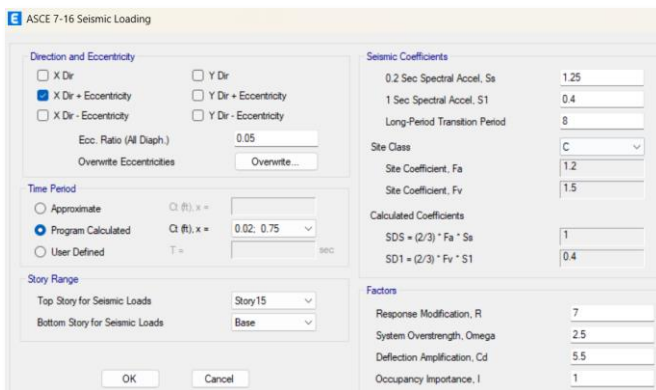 E ASCE 7-16 Seismic Loading
Direction and Eccentricity
X Dir Y Dir
X Dir + Eccentricity Y Dir + Eccentricity
X Dir - Eccentricity Y Dir - Eccentricity
Ecc. Ratio (All Diaph.) 0.05
Overwrite Eccentricities Overwrite...
Time Period
Approximate Ct (ft), x =
Program Calculated Ct (ft), x = 0.02; 0.75
User Defined T = sec
Story Range
Top Story for Seismic Loads Story15
Bottom Story for Seismic Loads Base
OK Cancel
Seismic Coefficients
0.2 Sec Spectral Accel, Ss 1.25
1 Sec Spectral Accel, S1 0.4
Long-Period Transition Period 8
Site Class C
Site Coefficient, Fa 1.2
Site Coefficient, Fv 1.5
Calculated Coefficients
SDS = (2/3) * Fa * Ss 1
SD1 = (2/3) * Fv * S1 0.4
Factors
Response Modification, R 7
System Overstrength, Omega 2.5
Deflection Amplification, Cd 5.5
Occupancy Importance, I 1